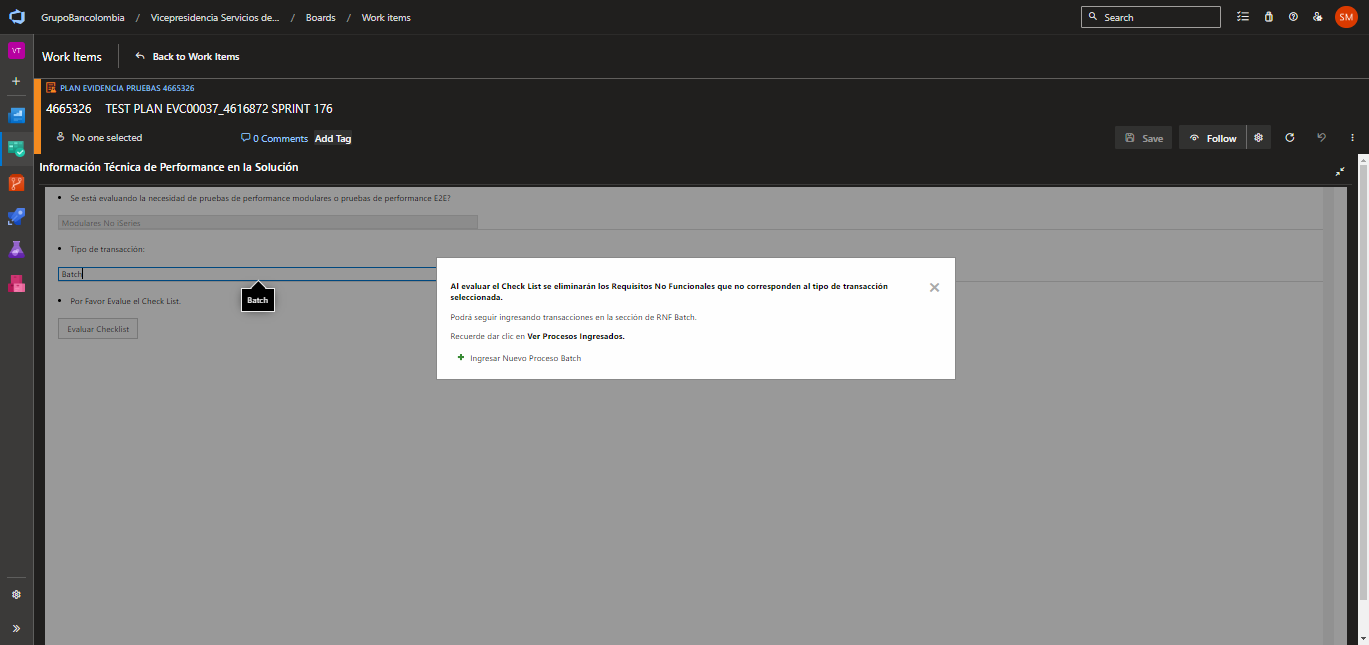 GrupoBancolombia / Vicepresidencia Servicios de... / Boards / Work items
Search
SM
VT
Work Items
Back to Work Items
PLAN EVIDENCIA PRUEBAS 4665326
4665326 TEST PLAN EVC00037_4616872 SPRINT 176
No one selected
0 Comments
Add Tag
Save
Follow
Información Técnica de Performance en la Solución
Se está evaluando la necesidad de pruebas de performance modulares o pruebas de performance E2E?
Modulares No iSeries
Tipo de transacción:
Batch
Batch
Por Favor Evalue el Check List.
Evaluar Checklist
Al evaluar el Check List se eliminarán los Requisitos No Funcionales que no corresponden al tipo de transacción
seleccionada.
Podrá seguir ingresando transacciones en la sección de RNF Batch.
Recuerde dar clic en Ver Procesos Ingresados.
Ingresar Nuevo Proceso Batch